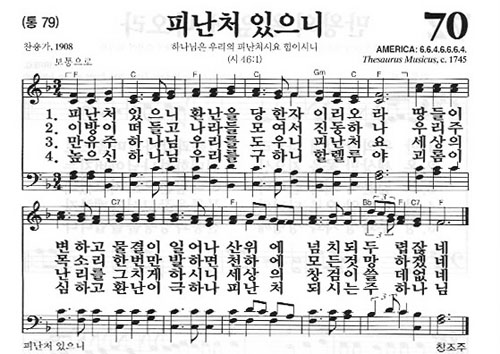 (통 79)
피난처 있으니
70
찬송가, 1908
하나님은 우리의 피난처시요 힘이시니
(시 46:1)
AMERICA: 6.6.4.6.6.6.4.
Thesaurus Musicus, c. 1745
보통으로
F C F C Gm C F
1. 피난처 있으니 환난을 당한자 이리오라 땅들이
2. 이방이 떠들고 나라들 모여서 진동하나 우리주
3. 만유주 하나님 우리를 도우니 피난처요 세상의
4. 높으신 하나님 우리를 구하니 할렐루야 괴롬이
C7 F C7 F Bb F C7 F
변하고 물결이 일어나 산위에 넘치되 두렵잖네
목소리 한번만 발하면 천하에 모든것 망하겠네
난리를 그치게 하시니 세상의 창검이 쓸데없네
심하고 환난이 극하나 피난처 되시는 주하나님
피난처 있으니
창조주